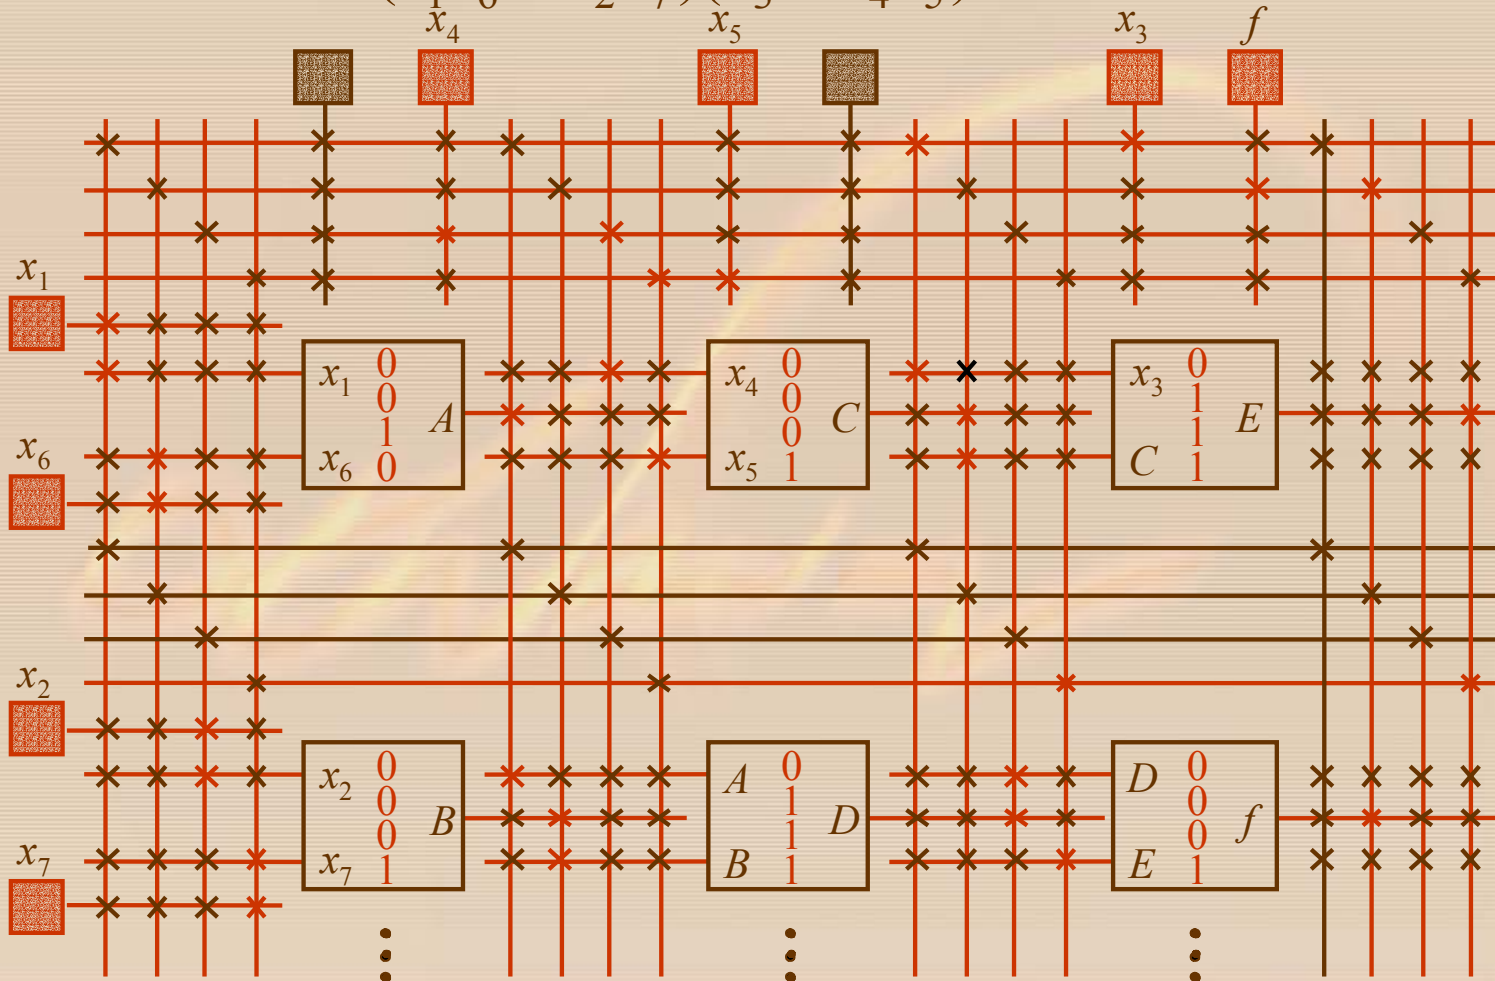 x4 x5 x3 f
x1
x1 0 0 1 0 A
x6
x4 0 0 0 1 C
x5
x3 0 1 1 1 E
C
x6
x2
x2 0 0 0 1 B
x7
A 0 1 1 1 D
B
D 0 0 0 1 f
E
x7